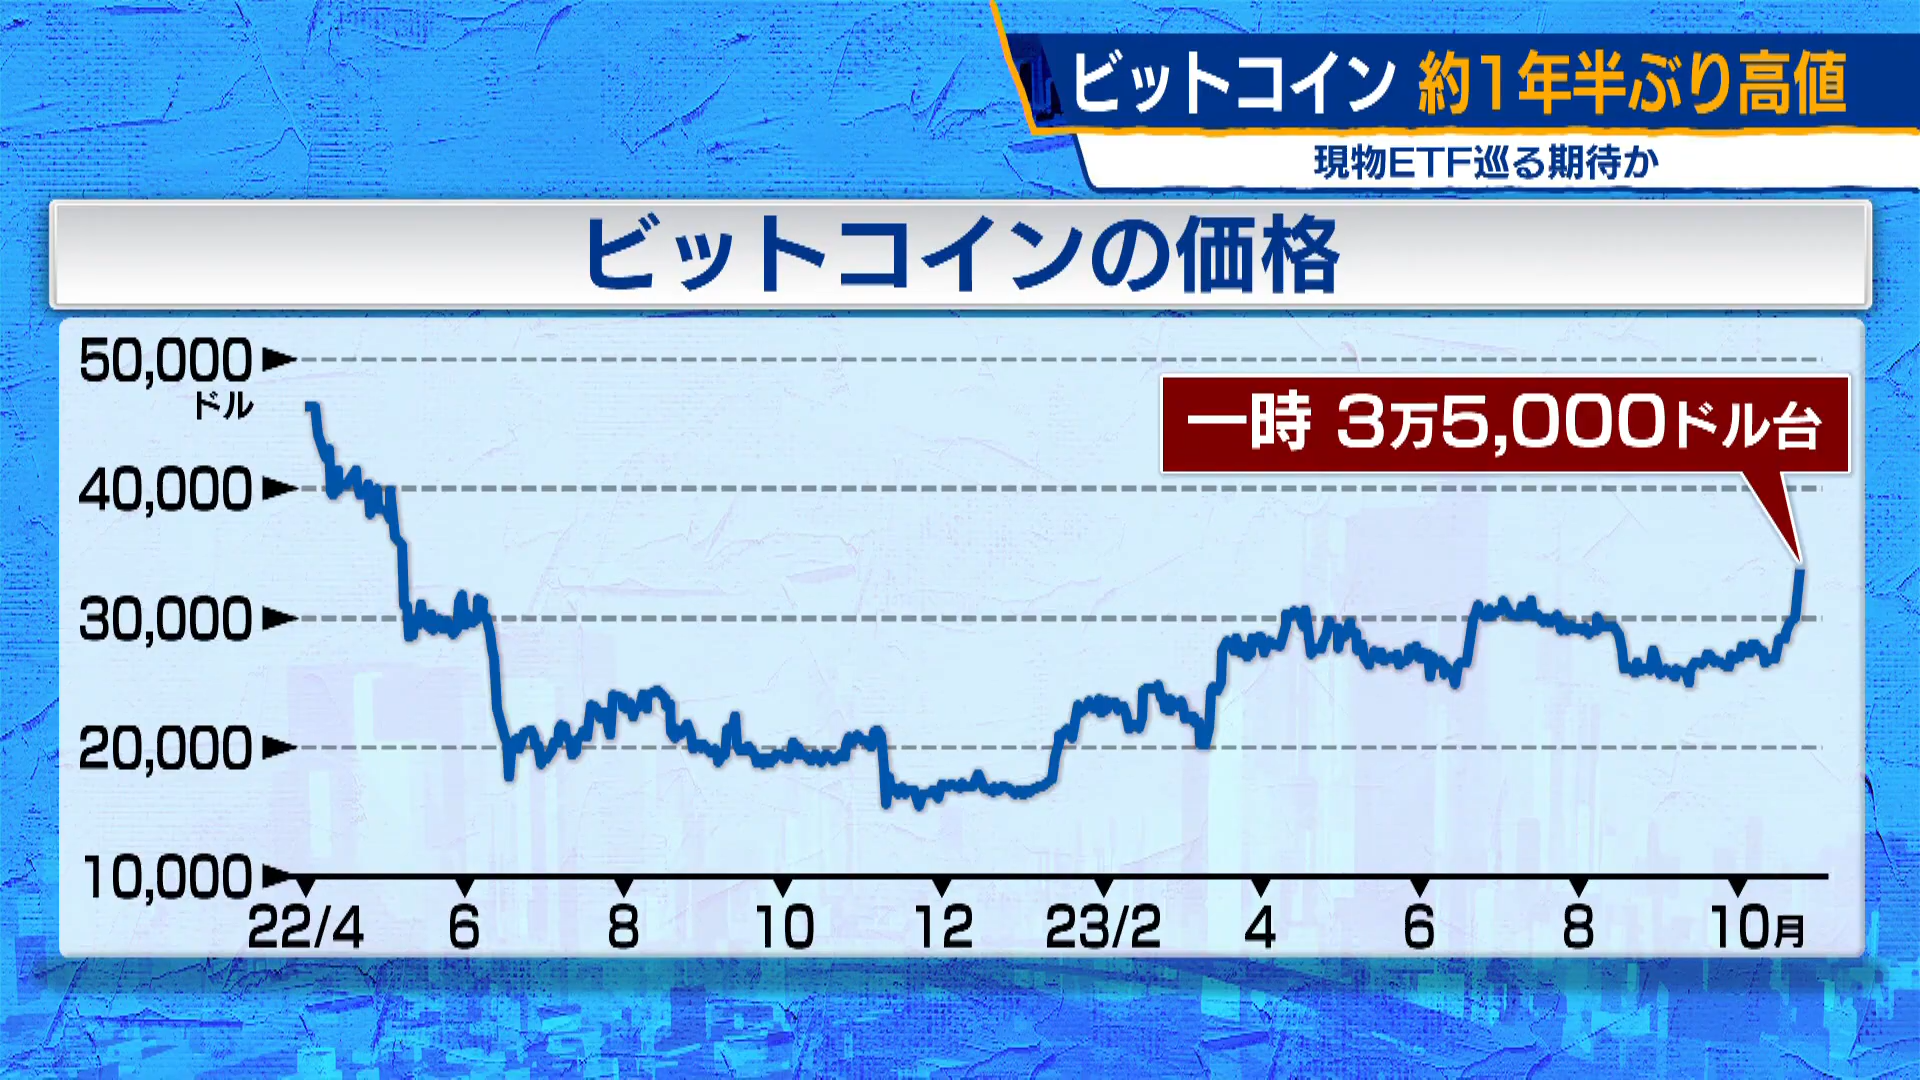 ビットコイン 約1年半ぶり高値
現物ETF巡る期待か
ビットコインの価格
50,000
ドル
一時 3万5,000ドル台
40,000
30,000
20,000
10,000
22/4 6 8 10 12 23/2 4 6 8 10月